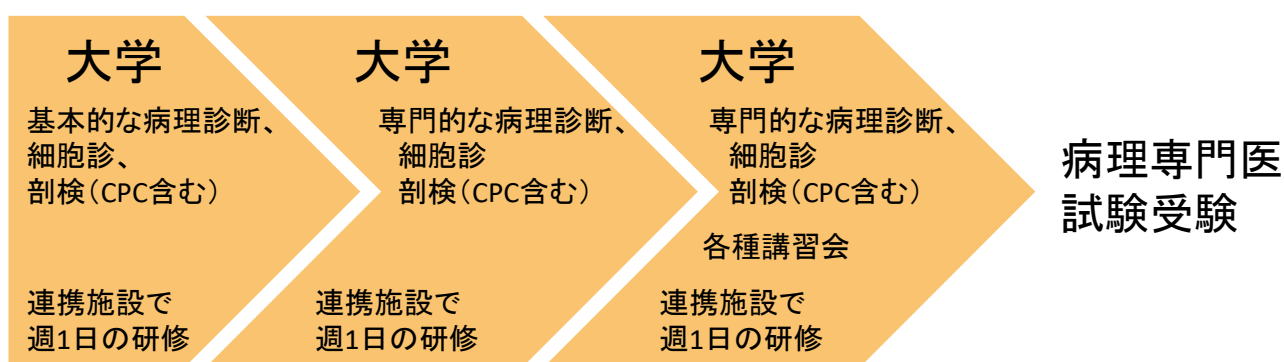 大学
基本的な病理診断、
細胞診、
剖検（CPC含む）
連携施設で
週1日の研修
大学
専門的な病理診断、
細胞診
剖検（CPC含む）
連携施設で
週1日の研修
大学
専門的な病理診断、
細胞診
剖検（CPC含む）
各種講習会
連携施設で
週1日の研修
病理専門医
試験受験